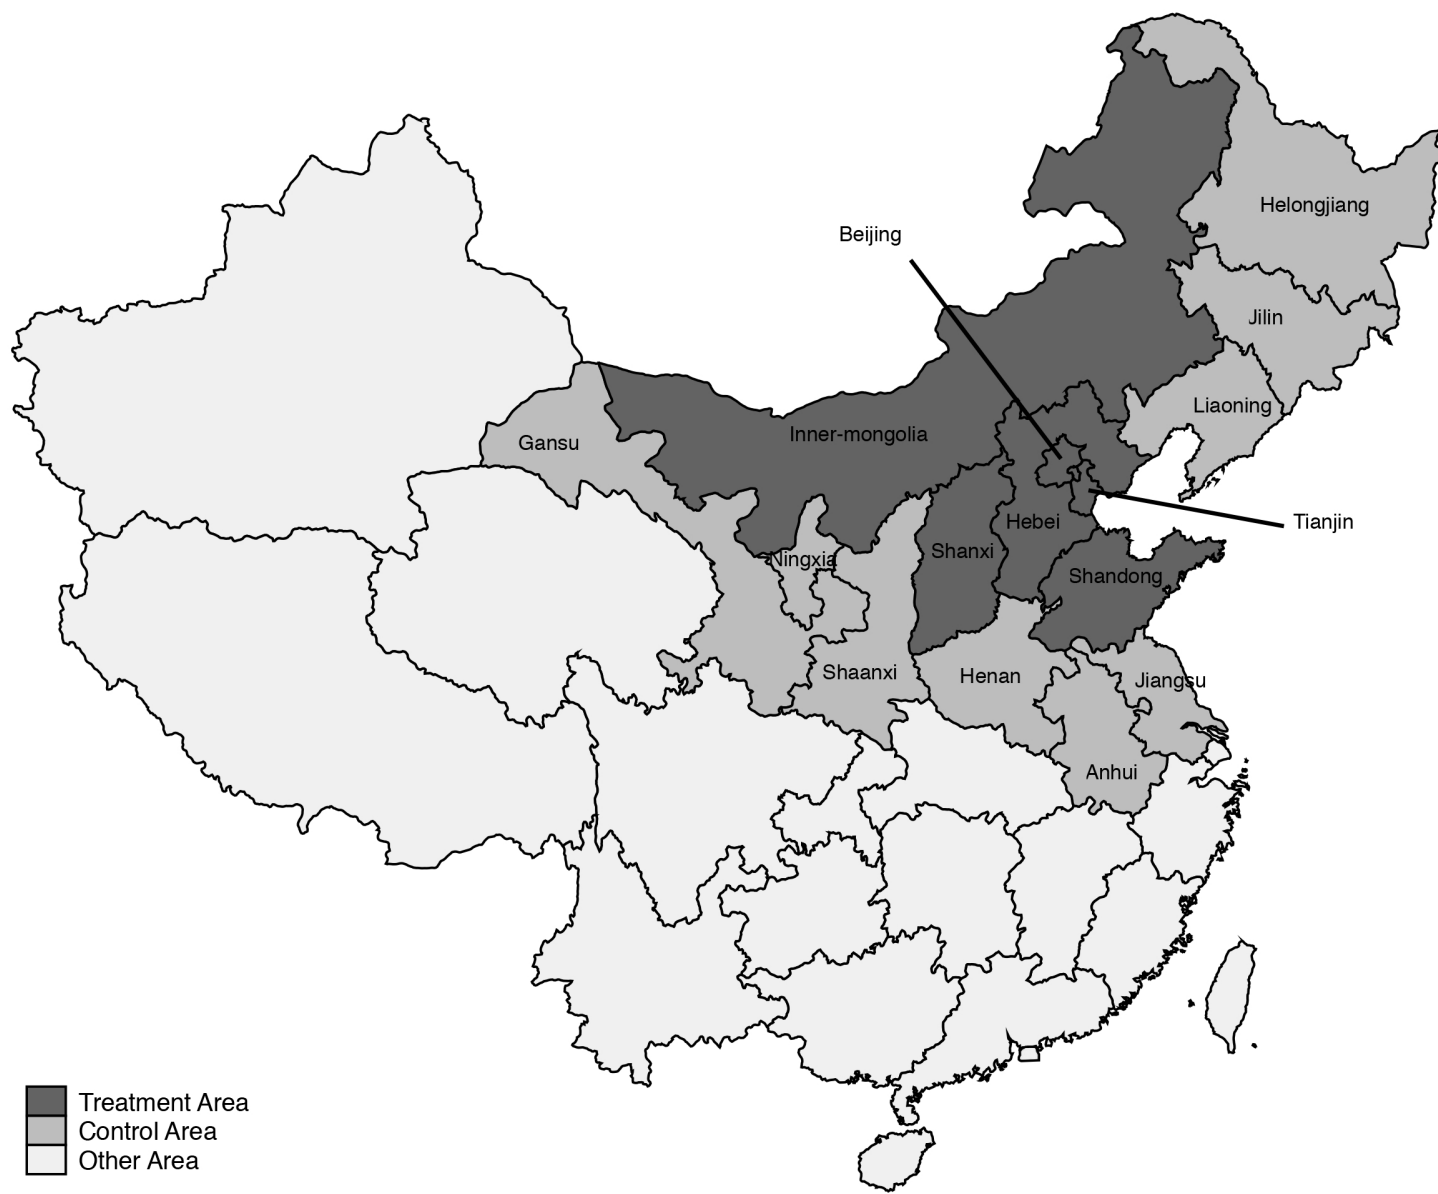 Helongjiang
Beijing
Jilin
Liaoning
Inner-mongolia
Gansu
Hebei
Tianjin
Shanxi
Ningxia
Shandong
Shaanxi
Henan
Jiangsu
Anhui
Treatment Area
Control Area
Other Area